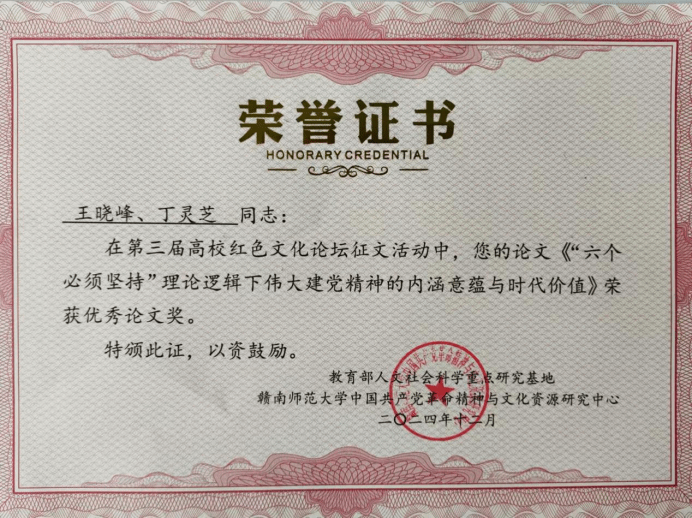 荣誉证书
HONORARY CREDENTIAL
王晓峰、丁灵芝 同志：
在第三届高校红色文化论坛征文活动中，您的论文《“六个
必须坚持”理论逻辑下伟大建党精神的内涵意蕴与时代价值》荣
获优秀论文奖。
特颁此证，以资鼓励。
教育部人文社会科学重点研究基地
赣南师范大学中国共产党革命精神与文化资源研究中心
二〇二四年十二月